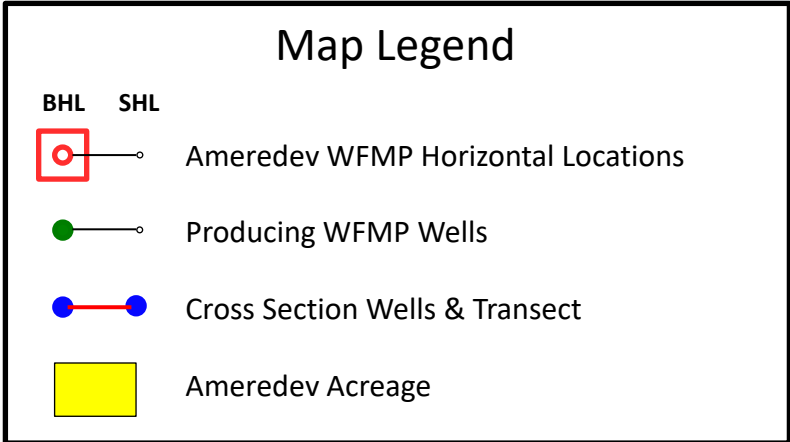 Map Legend
BHL SHL
Ameredev WFMP Horizontal Locations
Producing WFMP Wells
Cross Section Wells & Transect
Ameredev Acreage